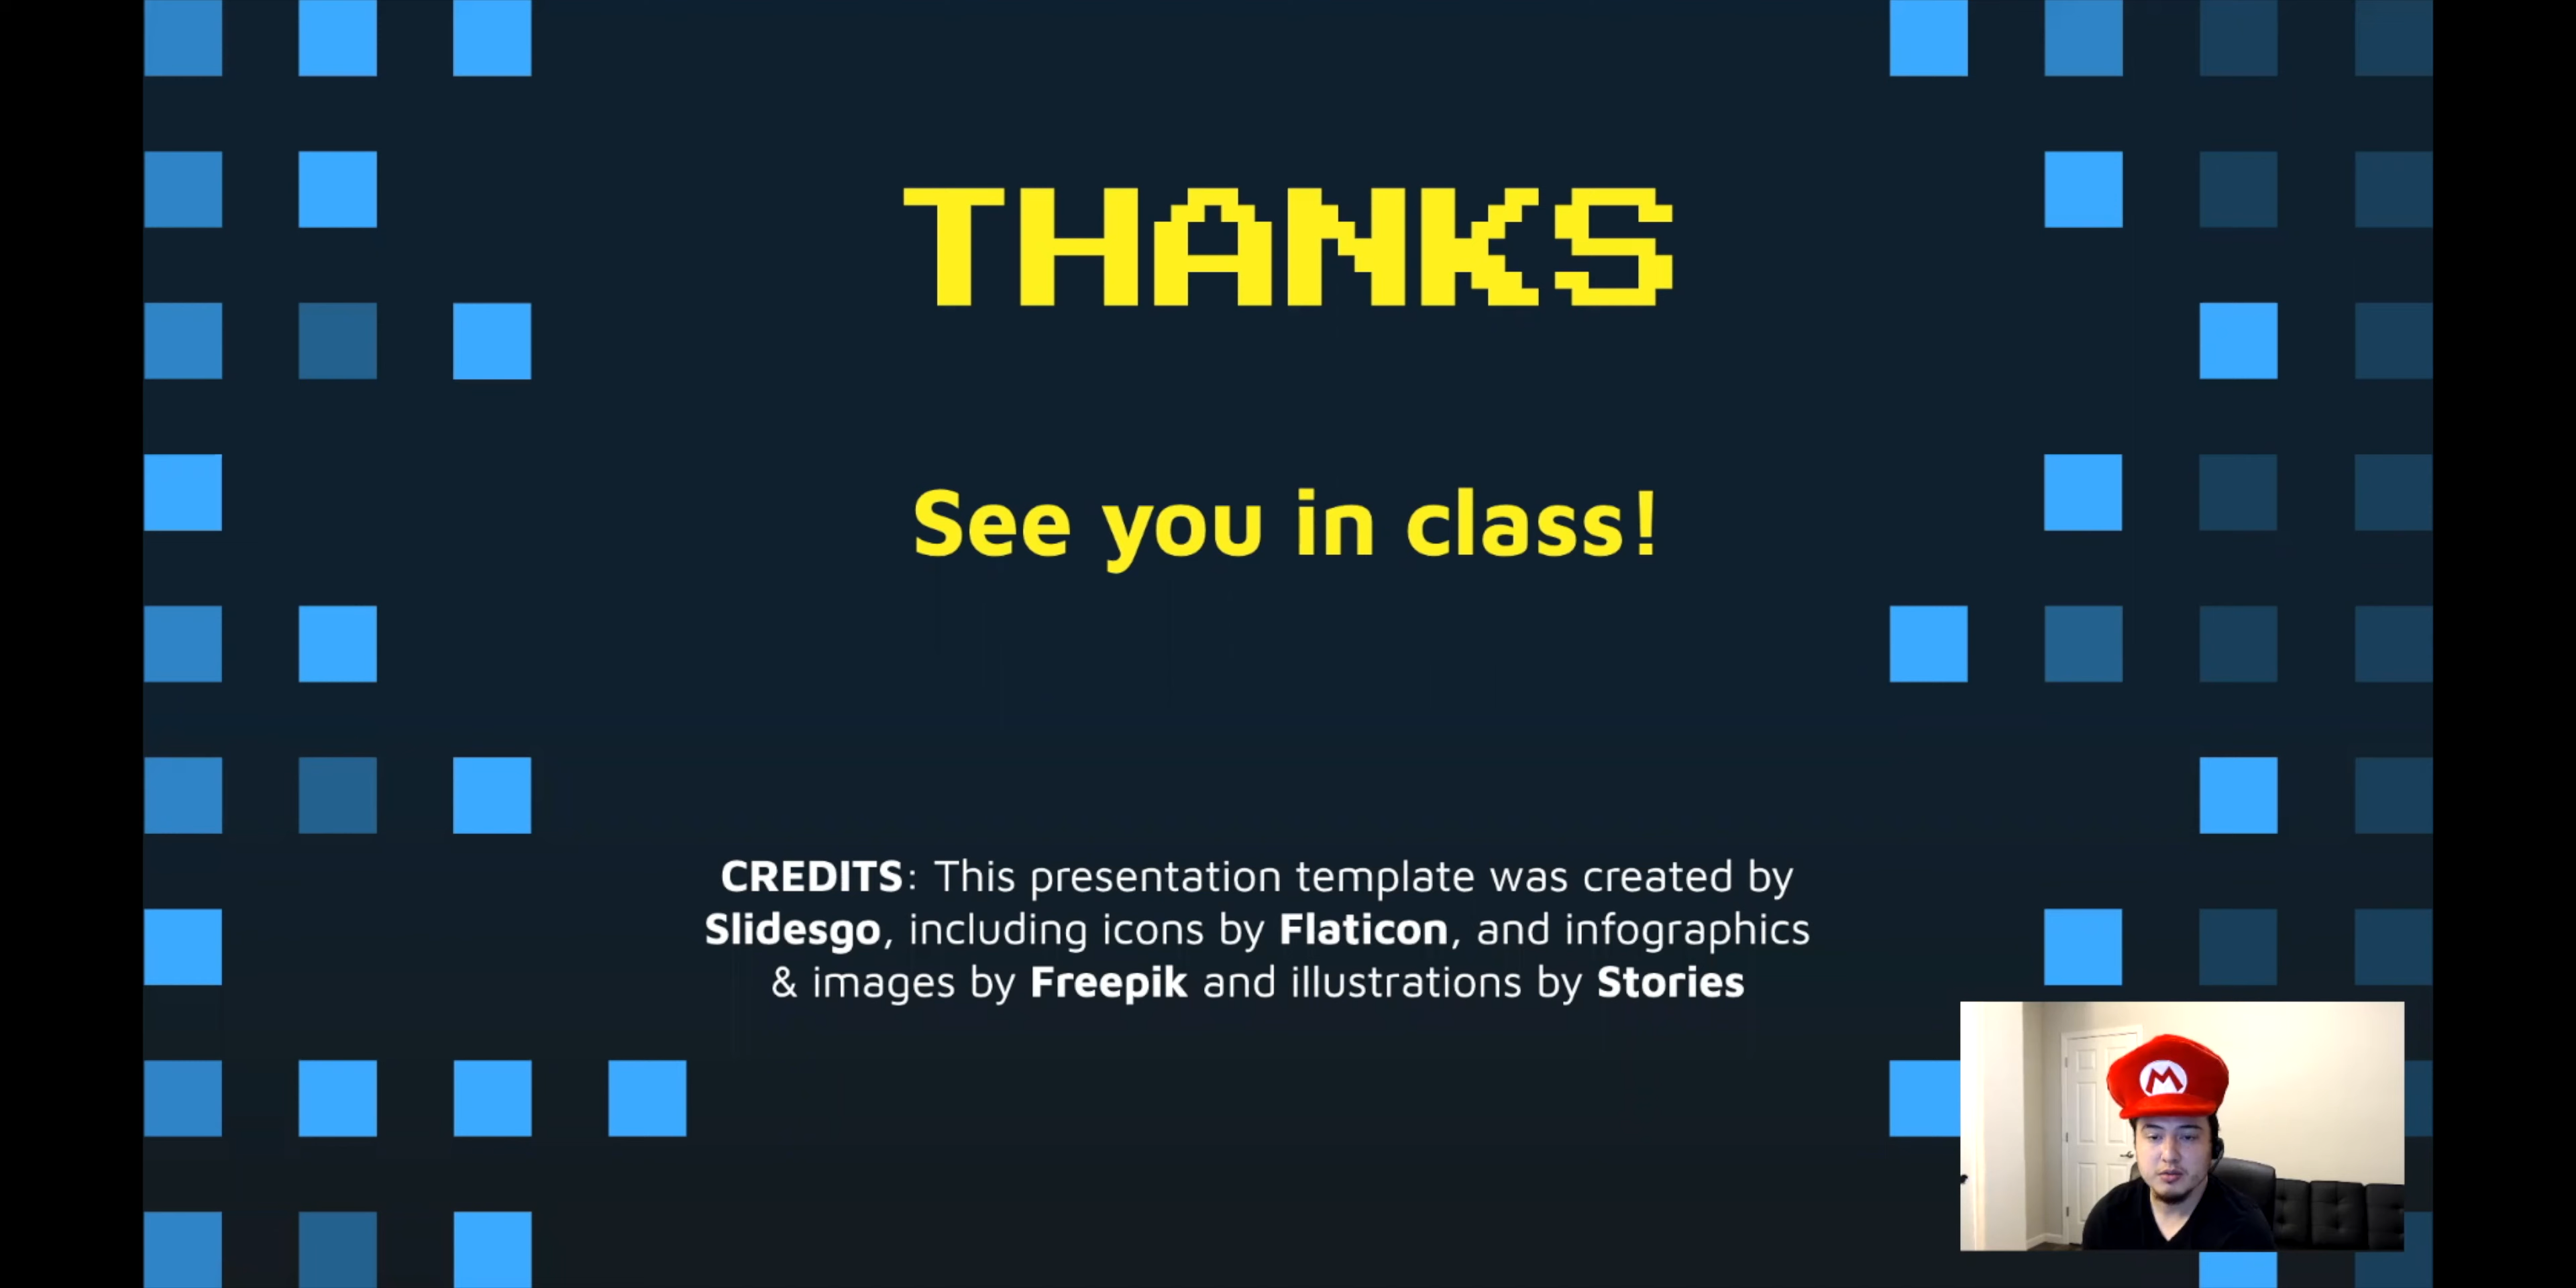 THANKS
See you in class!
CREDITS: This presentation template was created by
Slidesgo, including icons by Flaticon, and infographics
& images by Freepik and illustrations by Stories
M